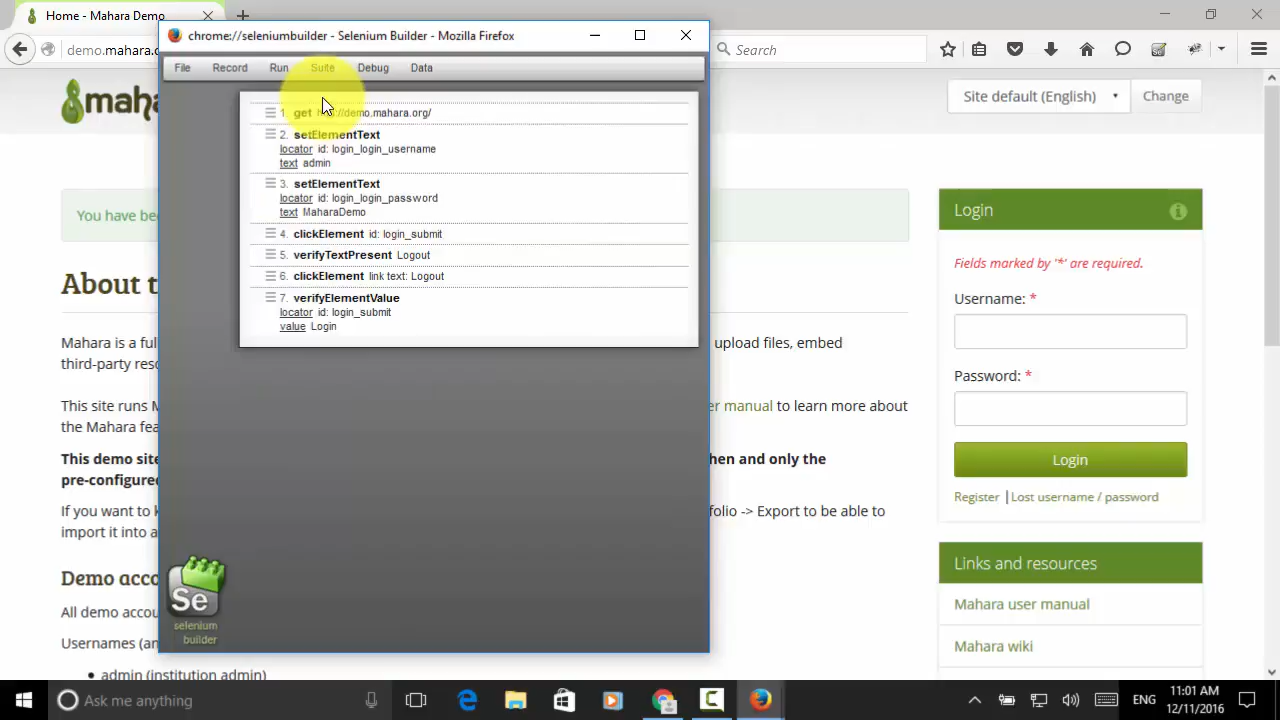 Home - Mahara Demo
chrome://seleniumbuilder - Selenium Builder - Mozilla Firefox
demo.mahara.c
Search
File Record Run Suite Debug Data
mahar
Site default (English)
Change
1. get http://demo.mahara.org/
2. setElementText
locator id: login_login_username
text admin
3. setElementText
locator id: login_login_password
text MaharaDemo
4. clickElement id: login_submit
5. verifyTextPresent Logout
6. clickElement link text: Logout
7. verifyElementValue
locator id: login_submit
value Login
You have bee
About t
Mahara is a ful
upload files, embed
third-party reso
This site runs M
er manual to learn more about
the Mahara fea
This demo site
hen and only the
pre-configured
If you want to k
folio -> Export to be able to
import it into a
Demo acco
All demo accou
Usernames (an
admin (institution admin)
Se
selenium
builder
Login
Fields marked by '*' are required.
Username: *
Password: *
Login
Register | Lost username / password
Links and resources
Mahara user manual
Mahara wiki
Ask me anything
ENG
11:01 AM
12/11/2016